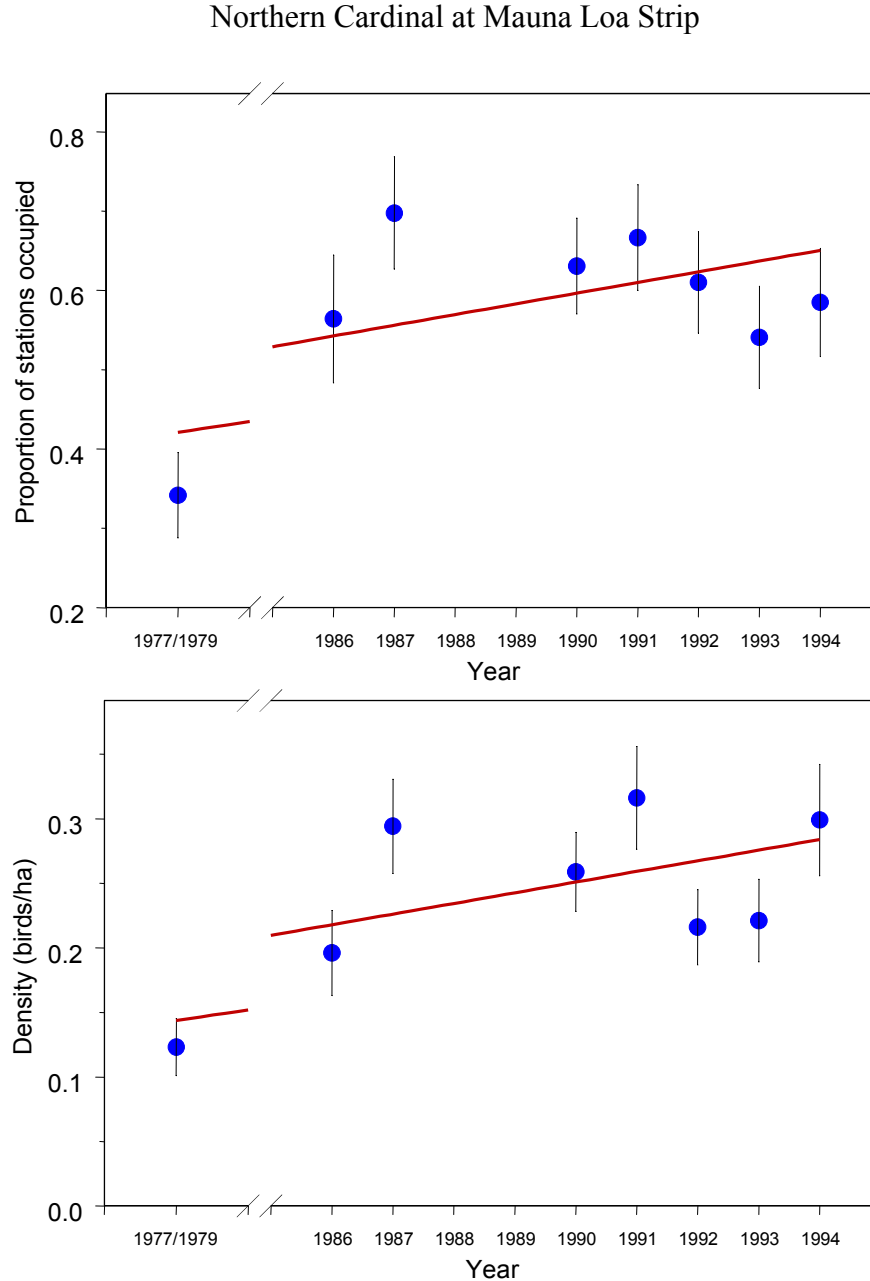 Northern Cardinal at Mauna Loa Strip
Proportion of stations occupied
0.8
0.6
0.4
0.2
1977/1979 1986 1987 1988 1989 1990 1991 1992 1993 1994
Year
Density (birds/ha)
0.3
0.2
0.1
0.0
1977/1979 1986 1987 1988 1989 1990 1991 1992 1993 1994
Year